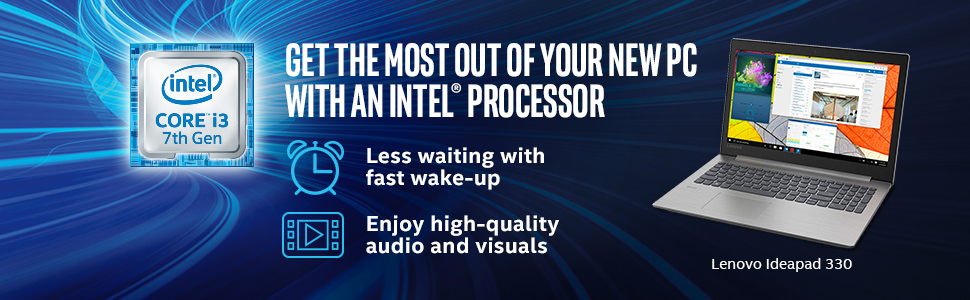 intel®
CORE™ i3
7th Gen
GET THE MOST OUT OF YOUR NEW PC
WITH AN INTEL® PROCESSOR
Less waiting with
fast wake-up
Enjoy high-quality
audio and visuals
Lenovo Ideapad 330